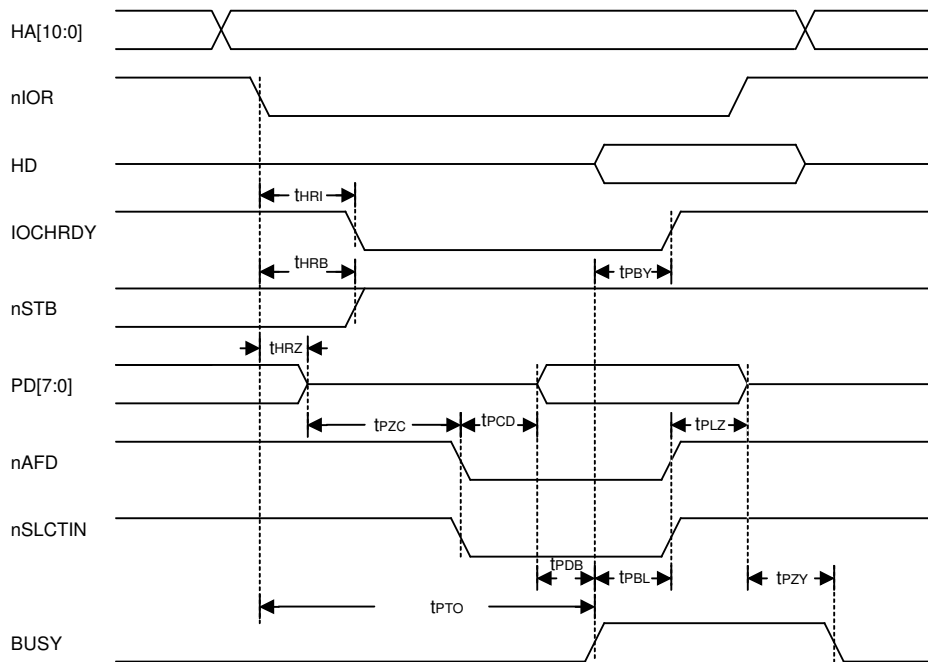 HA[10:0]
nIOR
HD
tHRI
IOCHRDY
tHRB
tPBY
nSTB
tHRZ
PD[7:0]
tPZC
tPCD
tPLZ
nAFD
nSLCTIN
tPDB
tPBL
tPZY
tPTO
BUSY